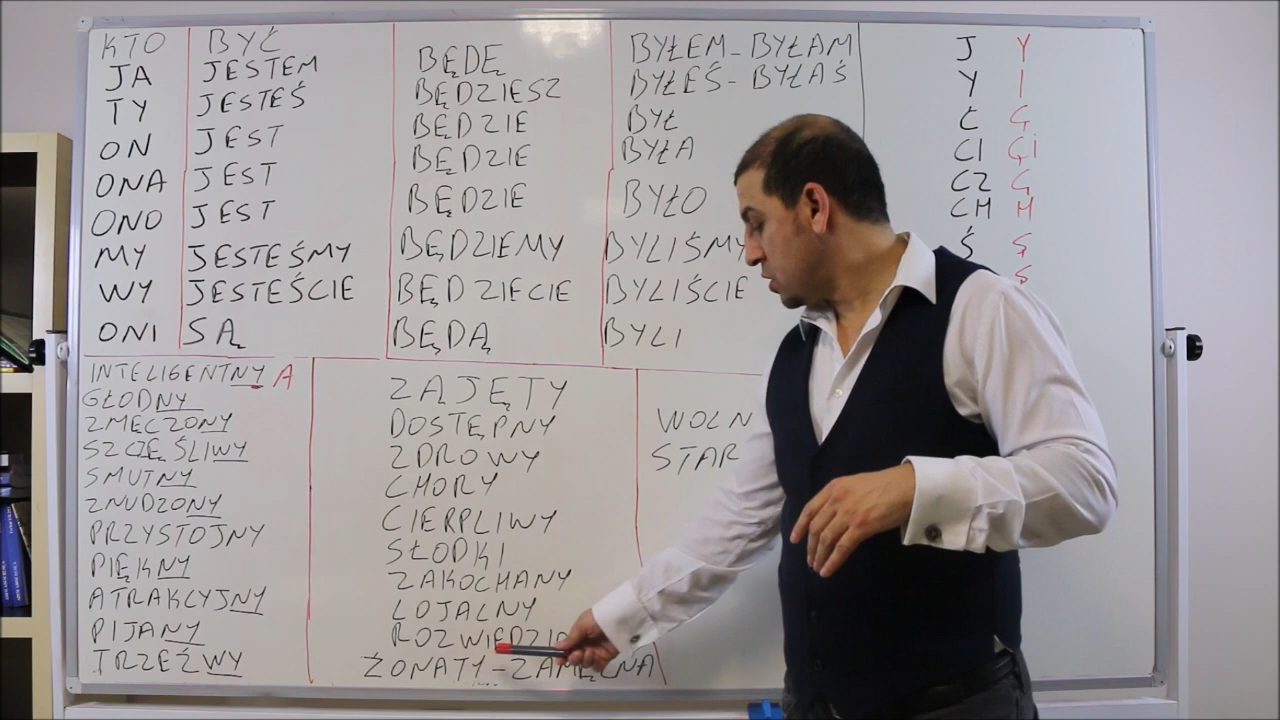 KTO BYĆ
JA JESTEM BĘDĘ BYŁEM-BYŁAM
TY JESTEŚ BĘDZIESZ BYŁEŚ-BYŁAŚ
ON JEST BĘDZIE BYŁ
ONA JEST BĘDZIE BYŁA
ONO JEST BĘDZIE BYŁO
MY JESTEŚMY BĘDZIEMY BYLIŚMY
WY JESTEŚCIE BĘDZIECIE BYLIŚCIE
ONI SĄ BĘDĄ BYLI
J Y
Y I
CI
CZ
CH H
Ś Ş
Ş
INTELIGENTNY A
GŁODNY
ZMECZONY
SZCZĘŚLIWY
SMUTNY
ZNUDZONY
PRZYSTOJNY
PIĘKNY
ATRAKCYJNY
PIJANY
TRZEŹWY
ZAJĘTY
DOSTĘPNY
ZDROWY
CHORY
CIERPLIWY
SŁODKI
ZAKOCHANY
LOJALNY
ŻONATY-ZAMĘŻNA